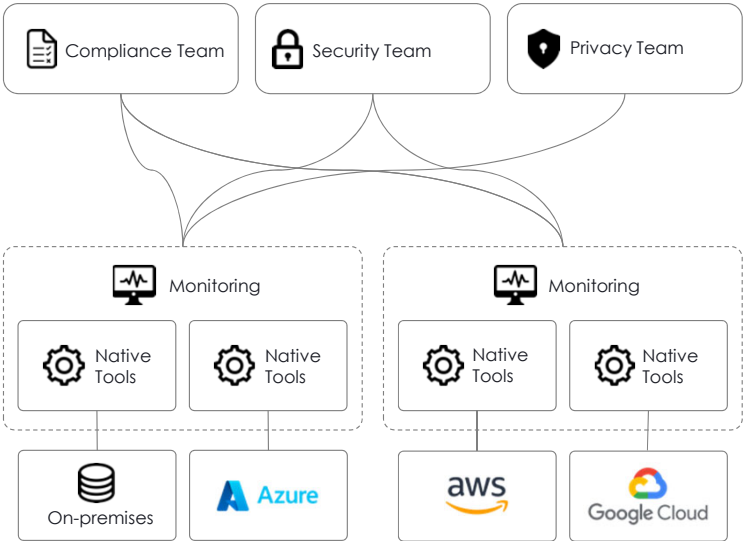 Compliance Team
Security Team
Privacy Team
Monitoring
Monitoring
Native
Tools
Native
Tools
Native
Tools
Native
Tools
On-premises
Azure
aws
Google Cloud